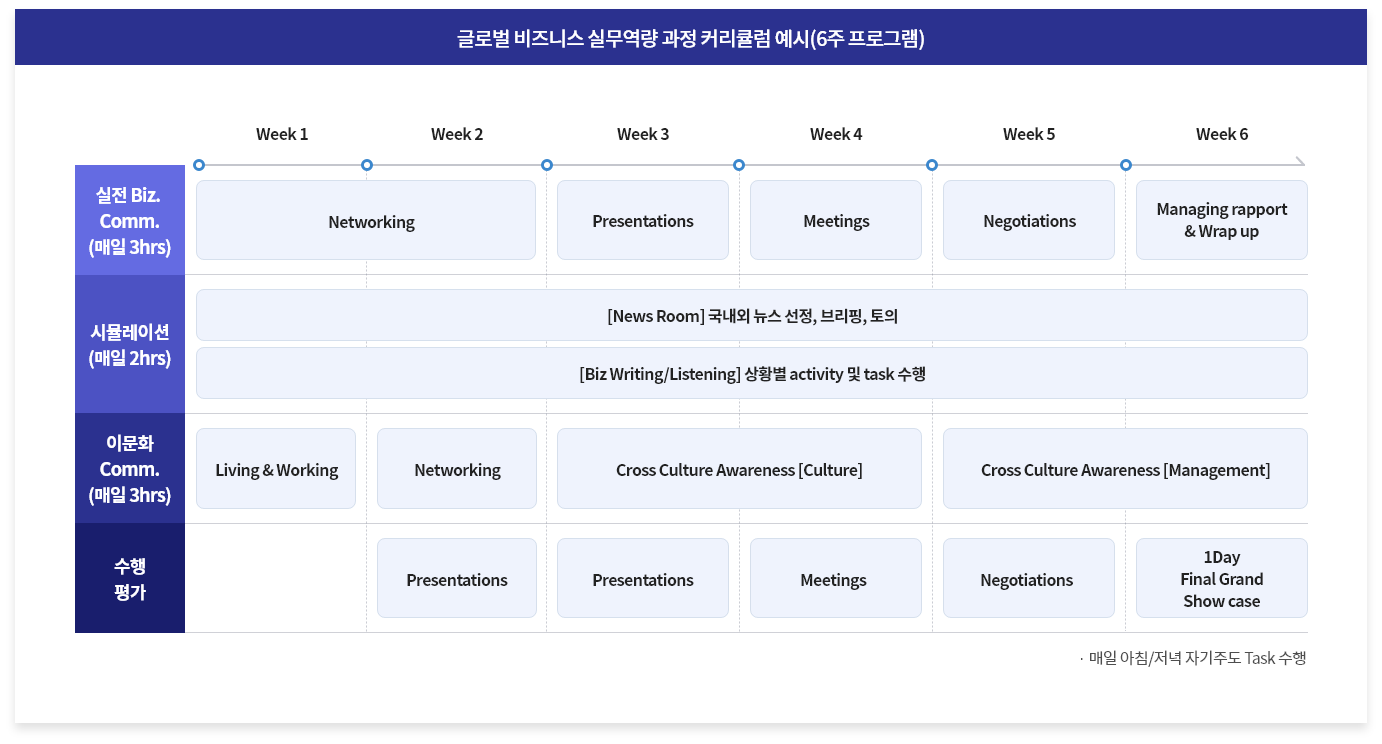 글로벌 비즈니스 실무역량 과정 커리큘럼 예시(6주 프로그램)
Week 1
Week 2
Week 3
Week 4
Week 5
Week 6
실전 Biz.
Comm.
(매일 3hrs)
Networking
Presentations
Meetings
Negotiations
Managing rapport
& Wrap up
시뮬레이션
(매일 2hrs)
[News Room] 국내외 뉴스 선정, 브리핑, 토의
[Biz Writing/Listening] 상황별 activity 및 task 수행
이문화
Comm.
(매일 3hrs)
Living & Working
Networking
Cross Culture Awareness [Culture]
Cross Culture Awareness [Management]
수행
평가
Presentations
Presentations
Meetings
Negotiations
1Day
Final Grand
Show case
· 매일 아침/저녁 자기주도 Task 수행